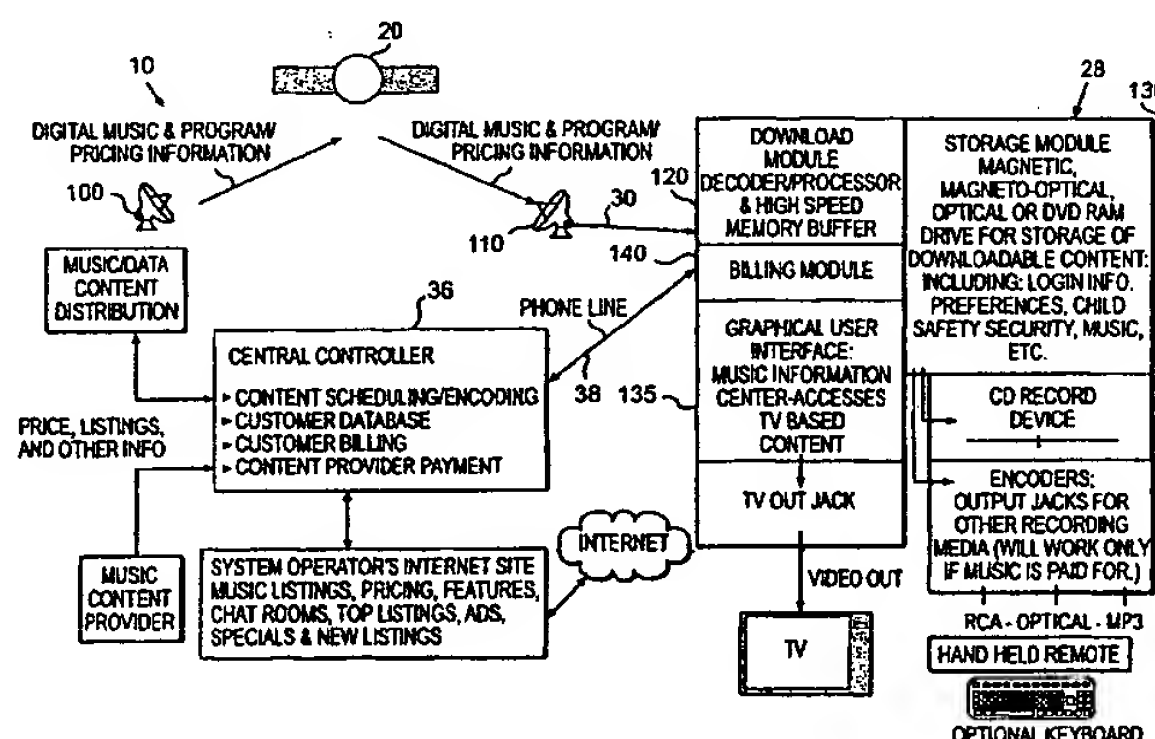 20
10
28
130
DIGITAL MUSIC & PROGRAM/
PRICING INFORMATION
DIGITAL MUSIC & PROGRAM/
PRICING INFORMATION
100
110
30
120
140
MUSIC/DATA
CONTENT
DISTRIBUTION
36
PHONE LINE
38
135
CENTRAL CONTROLLER
CONTENT SCHEDULING/ENCODING
CUSTOMER DATABASE
CUSTOMER BILLING
CONTENT PROVIDER PAYMENT
PRICE, LISTINGS,
AND OTHER INFO
MUSIC
CONTENT
PROVIDER
SYSTEM OPERATOR'S INTERNET SITE
MUSIC LISTINGS, PRICING, FEATURES,
CHAT ROOMS, TOP LISTINGS, ADS,
SPECIALS & NEW LISTINGS
INTERNET
DOWNLOAD
MODULE
DECODER/PROCESSOR
& HIGH SPEED
MEMORY BUFFER
BILLING MODULE
GRAPHICAL USER
INTERFACE:
MUSIC INFORMATION
CENTER-ACCESSES
TV BASED
CONTENT
TV OUT JACK
VIDEO OUT
TV
STORAGE MODULE
MAGNETIC,
MAGNETO-OPTICAL,
OPTICAL OR DVD RAM
DRIVE FOR STORAGE OF
DOWNLOADABLE CONTENT:
INCLUDING: LOGIN INFO.
PREFERENCES, CHILD
SAFETY SECURITY, MUSIC,
ETC.
CD RECORD
DEVICE
ENCODERS;
OUTPUT JACKS FOR
OTHER RECORDING
MEDIA (WILL WORK ONLY
IF MUSIC IS PAID FOR.)
RCA - OPTICAL - MP3
HAND HELD REMOTE
OPTIONAL KEYBOARD